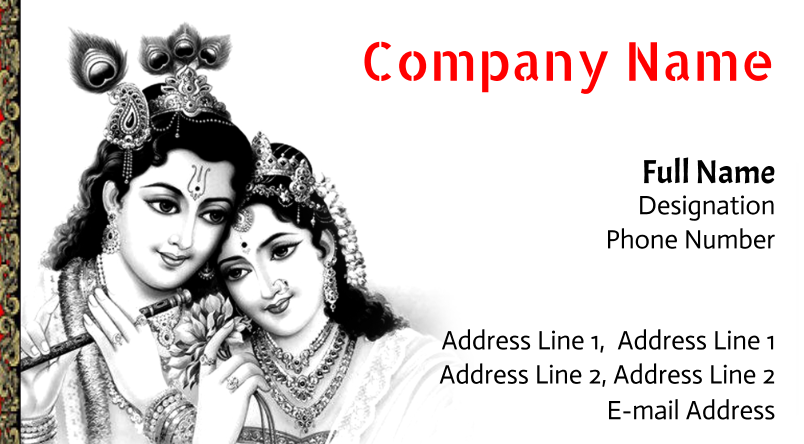 Company Name
Full Name
Designation
Phone Number
Address Line 1,  Address Line 1
Address Line 2, Address Line 2
E-mail Address